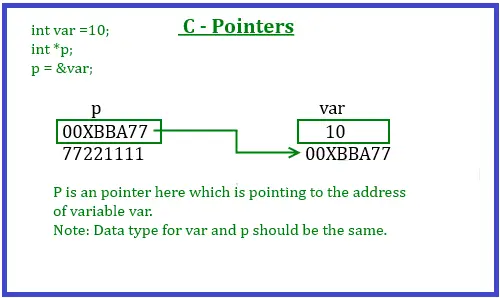 C - Pointers
int var =10;
int *p;
p = &var;
p var
00XBBA77 10
77221111 00XBBA77
P is an pointer here which is pointing to the address
of variable var.
Note: Data type for var and p should be the same.